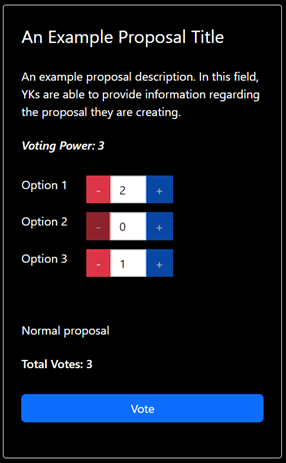 An Example Proposal Title
An example proposal description. In this field,
YKs are able to provide information regarding
the proposal they are creating.
Voting Power: 3
Option 1 - 2 +
Option 2 - 0 +
Option 3 - 1 +
Normal proposal
Total Votes: 3
Vote